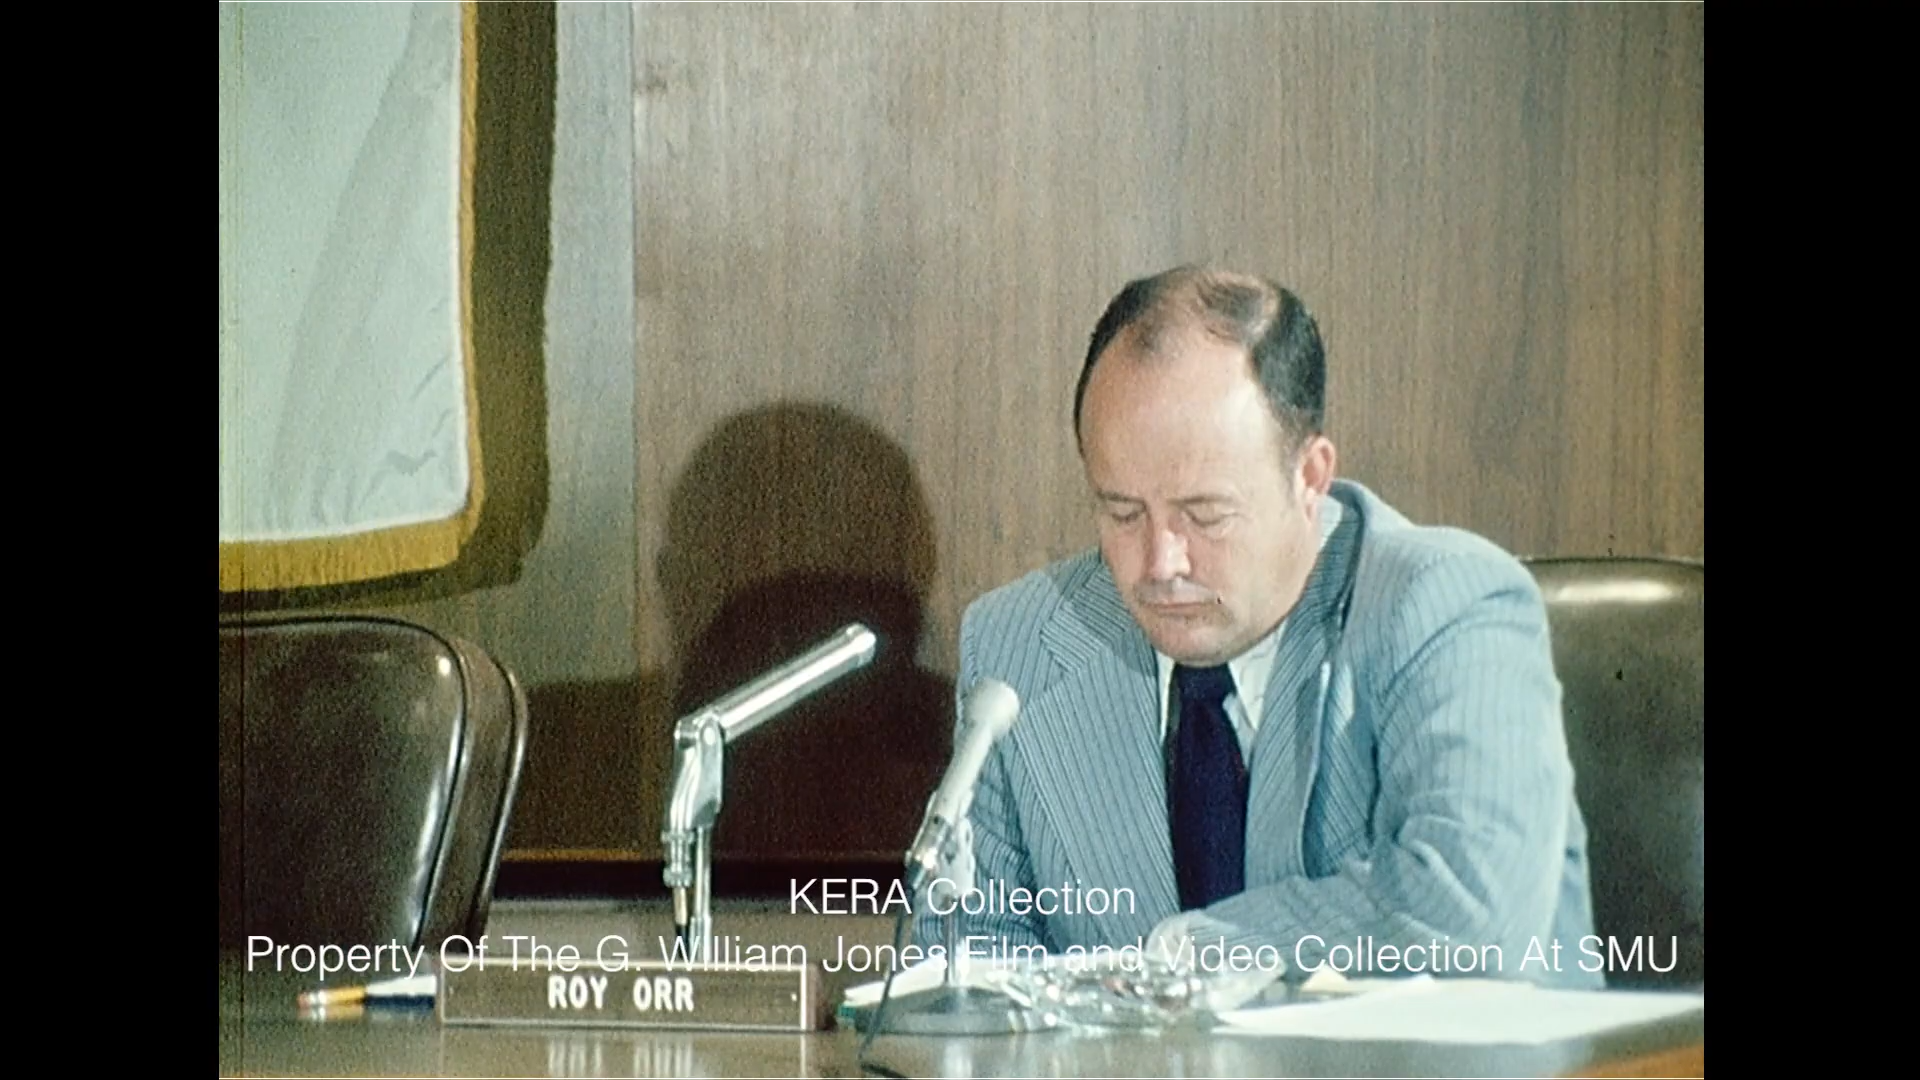 KERA Collection
Property Of The G. William Jones Film and Video Collection At SMU
ROY ORR